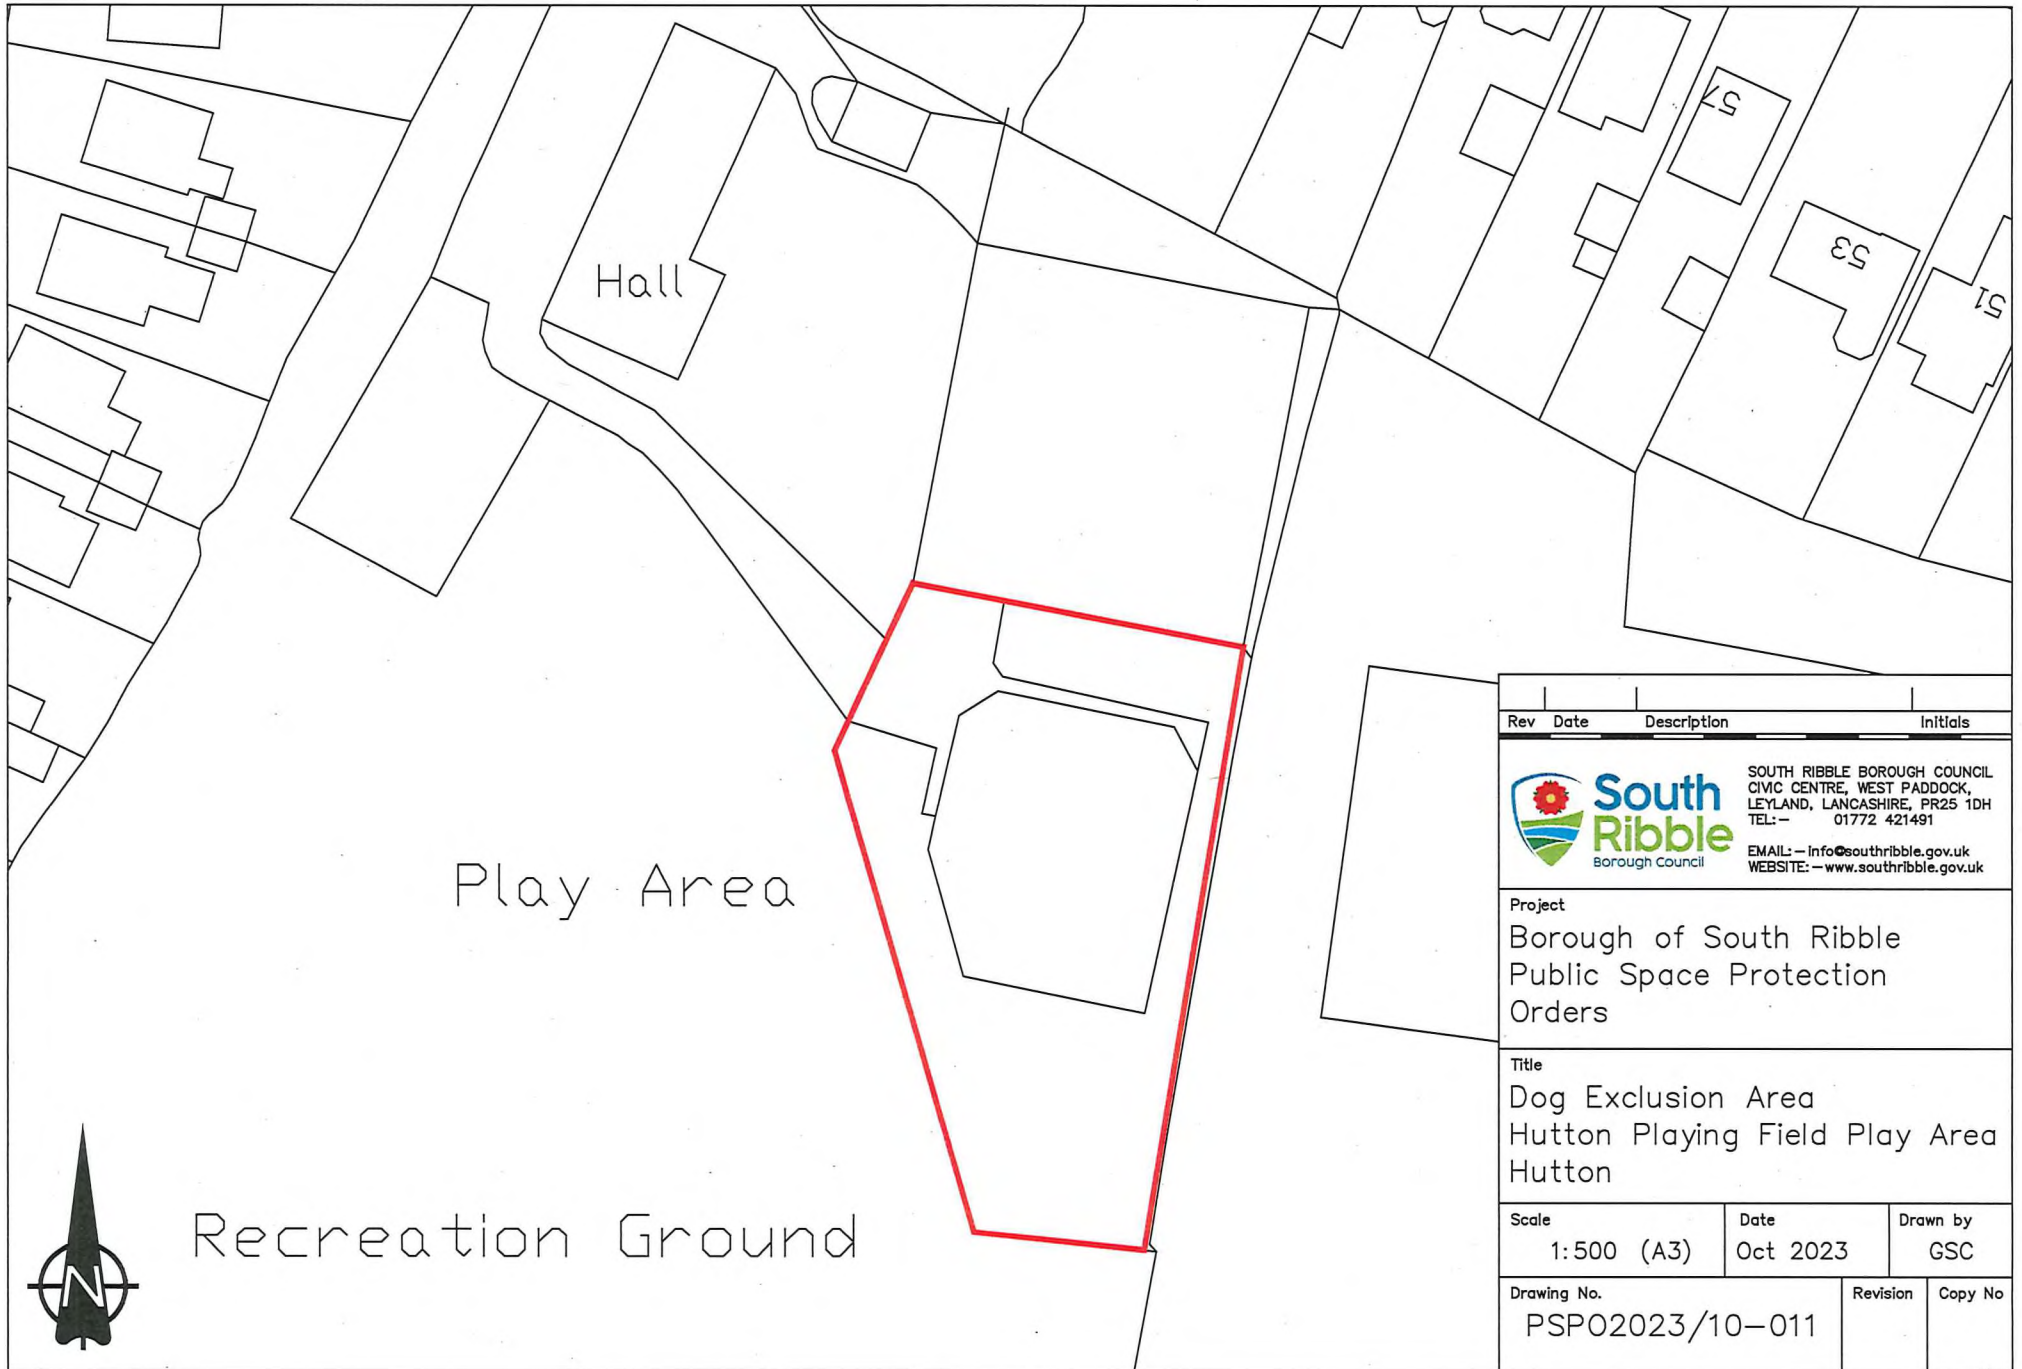 57
53
51
Hall
Play Area
Recreation Ground
N
Rev Date Description Initials
South
Ribble
Borough Council
SOUTH RIBBLE BOROUGH COUNCIL
CIVIC CENTRE, WEST PADDOCK,
LEYLAND, LANCASHIRE, PR25 1DH
TEL:- 01772 421491
EMAIL:-info@southribble.gov.uk
WEBSITE:-www.southribble.gov.uk
Project
Borough of South Ribble
Public Space Protection
Orders
Title
Dog Exclusion Area
Hutton Playing Field Play Area
Hutton
Scale
1:500 (A3)
Date
Oct 2023
Drawn by
GSC
Drawing No.
PSPO2023/10-011
Revision
Copy No